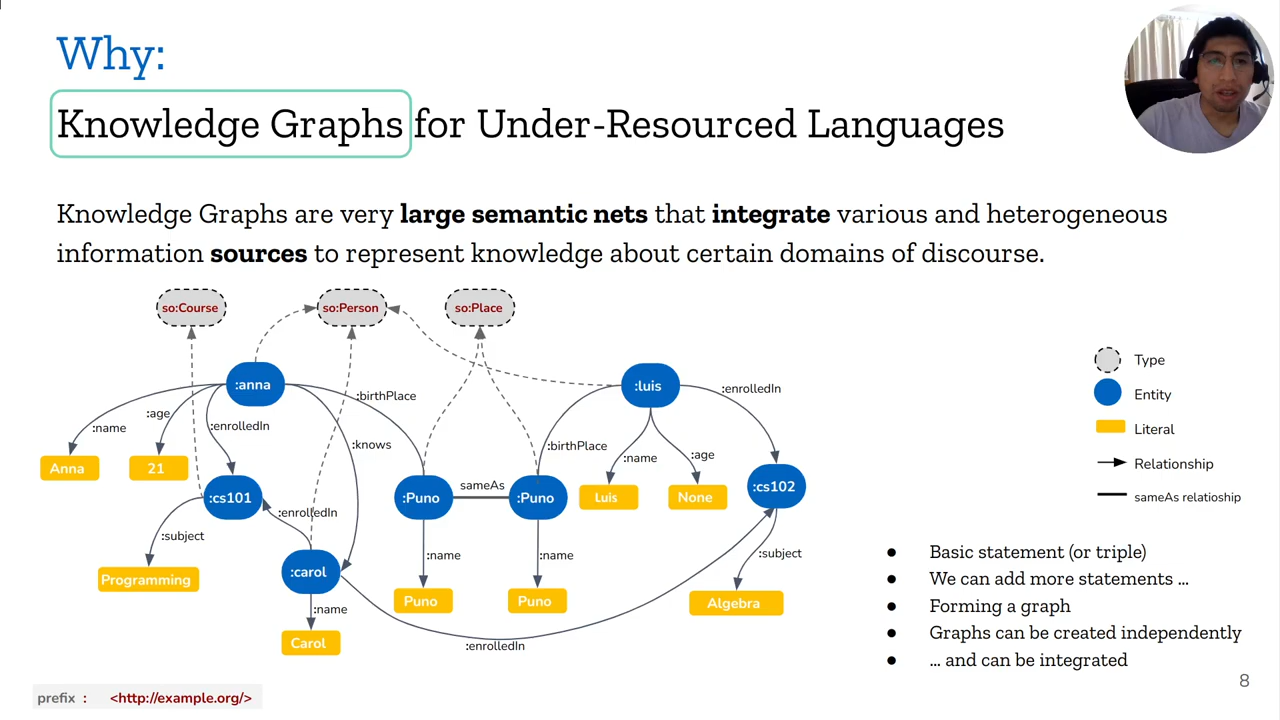 Why:
Knowledge Graphs for Under-Resourced Languages
Knowledge Graphs are very large semantic nets that integrate various and heterogeneous
information sources to represent knowledge about certain domains of discourse.
so:Course
so:Person
so:Place
:anna
:luis
:birthPlace
:enrolledIn
:name
:age
:enrolledIn
:knows
:birthPlace
:name
:age
Anna
21
:cs101
:Puno
sameAs
:Puno
Luis
None
:cs102
:subject
:enrolledIn
:name
:name
:subject
Programming
:carol
:name
Puno
Puno
Algebra
Carol
:enrolledIn
Type
Entity
Literal
Relationship
sameAs relatioship
● Basic statement (or triple)
● We can add more statements ...
● Forming a graph
● Graphs can be created independently
● ... and can be integrated
prefix : <http://example.org/>
8